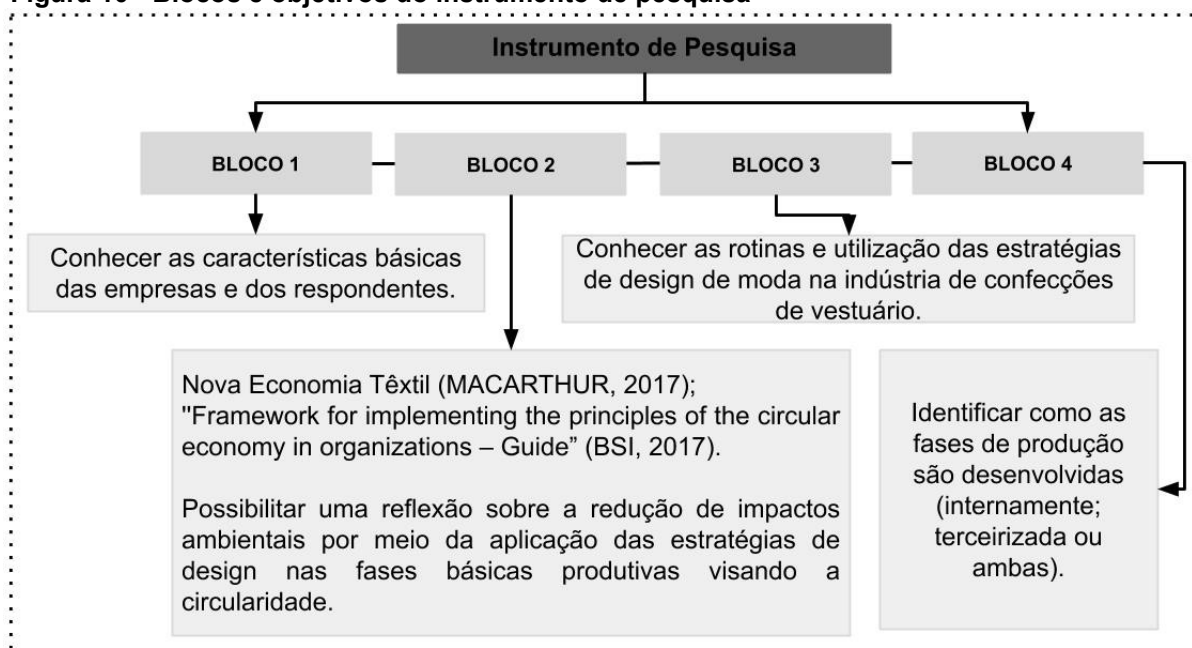 Instrumento de Pesquisa
BLOCO 1
BLOCO 2
BLOCO 3
BLOCO 4
Conhecer as características básicas
das empresas e dos respondentes.
Conhecer as rotinas e utilização das estratégias
de design de moda na indústria de confecções
de vestuário.
Nova Economia Têxtil (MACARTHUR, 2017);
"Framework for implementing the principles of the circular
economy in organizations – Guide” (BSI, 2017).
Possibilitar uma reflexão sobre a redução de impactos
ambientais por meio da aplicação das estratégias de
design nas fases básicas produtivas visando a
circularidade.
Identificar como as
fases de produção
são desenvolvidas
(internamente;
terceirizada ou
ambas).